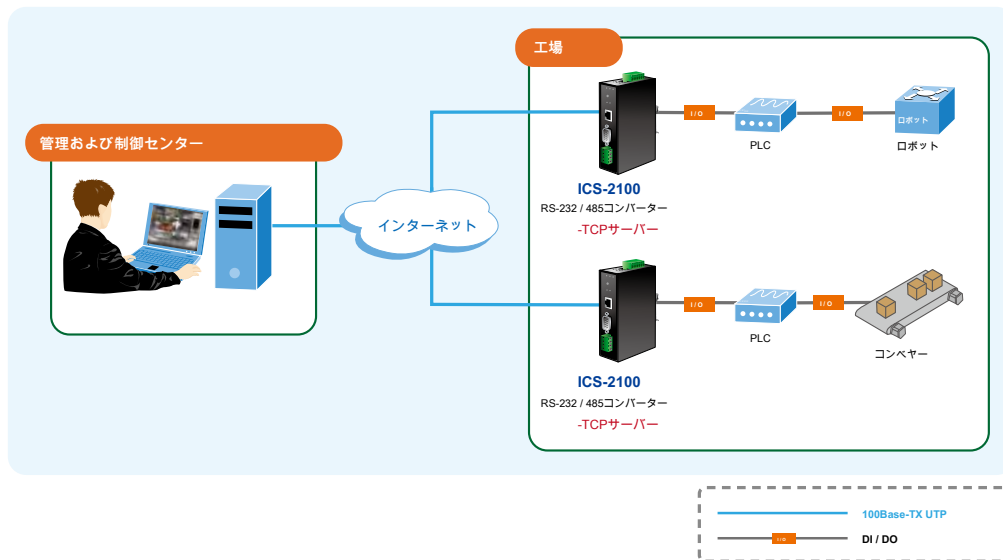 工場
管理および制御センター
インターネット
I / O
I / O
ロボット
PLC
ロボット
ICS-2100
RS-232 / 485コンバーター
-TCPサーバー
I / O
I / O
PLC
コンベヤー
ICS-2100
RS-232 / 485コンバーター
-TCPサーバー
100Base-TX UTP
I / O
DI / DO